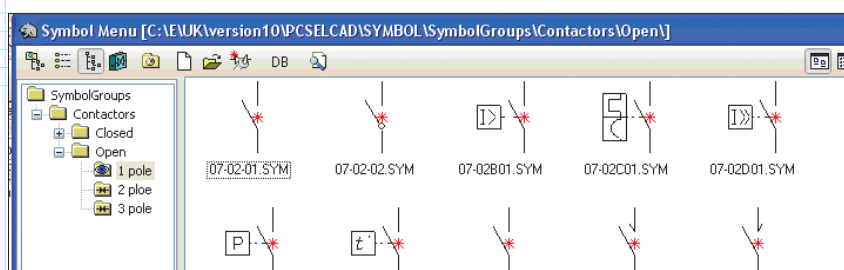 Symbol Menu [C:\E\UK\version10\PCSELCAD\SYMBOL\SymbolGroups\Contactors\Open\]
DB
SymbolGroups
Contactors
Closed
Open
1 pole
2 ploe
3 pole
I>
I»
07-02-01.SYM
07-02-02.SYM
07-02B01.SYM
07-02C01.SYM
07-02D01.SYM
P
t°